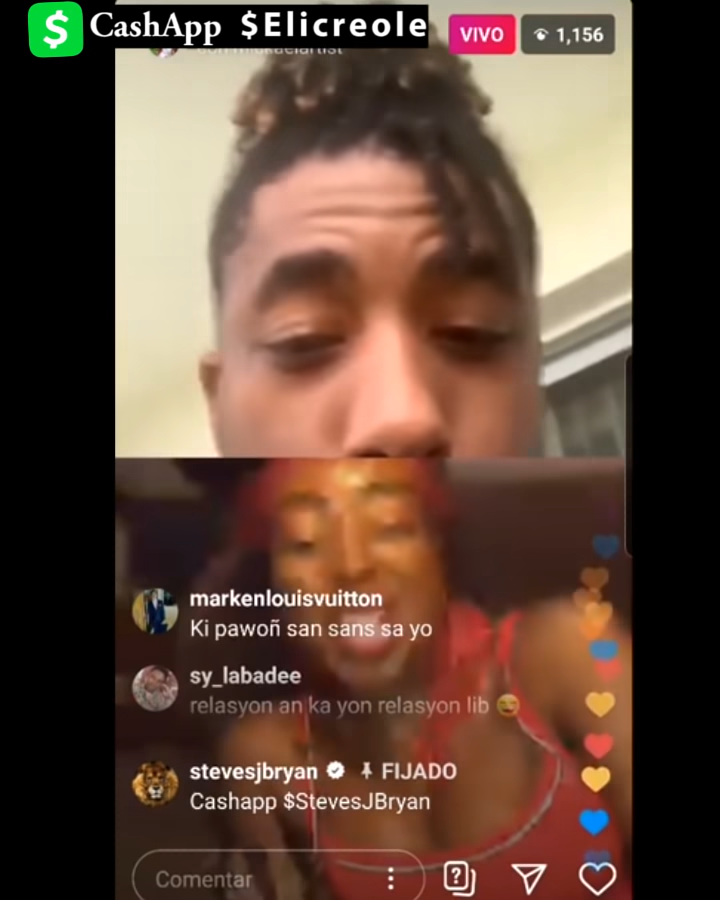 $ CashApp $Elicreole
VIVO 1,156
markenlouisvuitton
Ki pawoñ san sans sa yo
sy_labadee
relasyon an ka yon relasyon lib
stevesjbryan FIJADO
Cashapp $StevesJBryan
Comentar